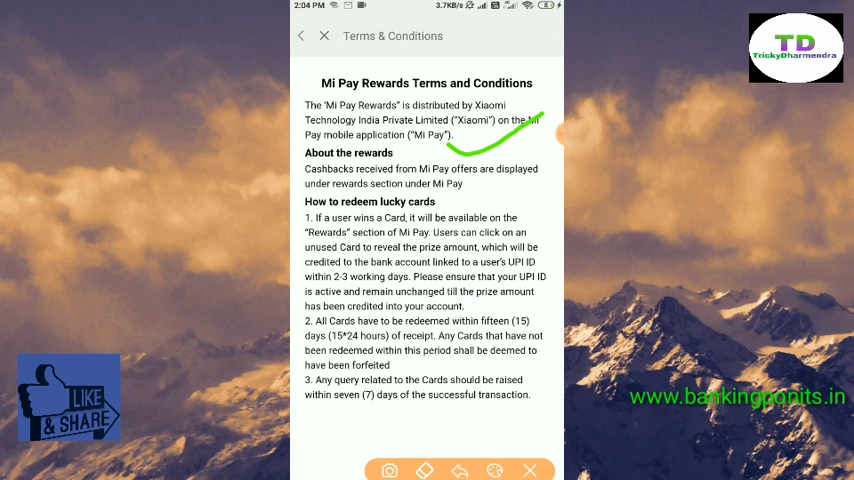 2:04 PM
3.7KB/s
8
Terms & Conditions
Mi Pay Rewards Terms and Conditions
The 'Mi Pay Rewards" is distributed by Xiaomi
Technology India Private Limited ("Xiaomi") on the Mi
Pay mobile application ("Mi Pay").
About the rewards
Cashbacks received from Mi Pay offers are displayed
under rewards section under Mi Pay
How to redeem lucky cards
1. If a user wins a Card, it will be available on the
"Rewards" section of Mi Pay. Users can click on an
unused Card to reveal the prize amount, which will be
credited to the bank account linked to a user's UPI ID
within 2-3 working days. Please ensure that your UPI ID
is active and remain unchanged till the prize amount
has been credited into your account.
2. All Cards have to be redeemed within fifteen (15)
days (15*24 hours) of receipt. Any Cards that have not
been redeemed within this period shall be deemed to
have been forfeited
3. Any query related to the Cards should be raised
within seven (7) days of the successful transaction.
TD
TrickyDharmendra
LIKE
& SHARE
www.bankingponits.in